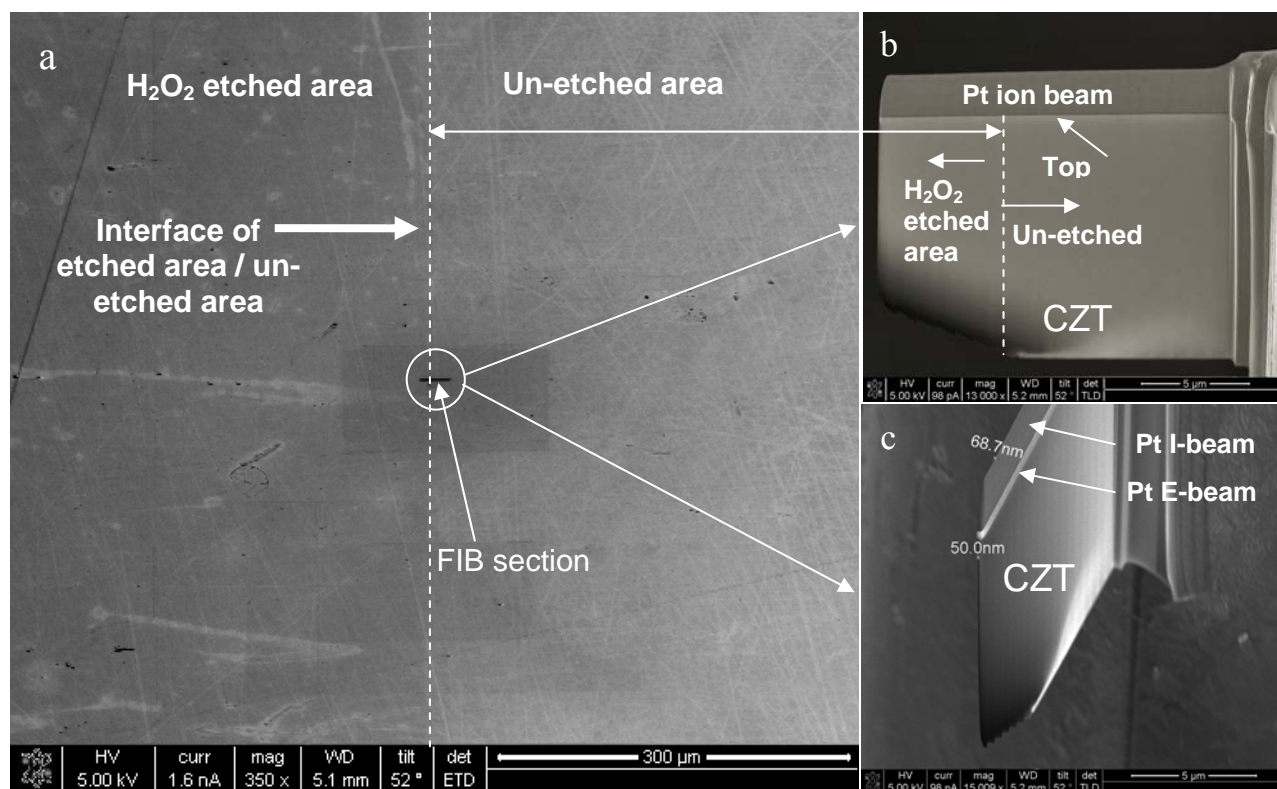 a
H₂O₂ etched area
Un-etched area
Interface of
etched area / un-
etched area
FIB section
HV curr mag WD tilt det
5.00 kV 1.6 nA 350 x 5.1 mm 52 ° ETD
300 µm
b
Pt ion beam
Top
H₂O₂
etched
area
Un-etched
CZT
HV curr mag WD tilt det
5.00 kV 98 pA 13 000 x 5.2 mm 52 ° TLD
5 µm
c
68.7nm
Pt I-beam
Pt E-beam
50.0nm
CZT
HV curr mag WD tilt det
5.00 kV 98 pA 15 009 x 5.2 mm 52 ° TLD
5 µm